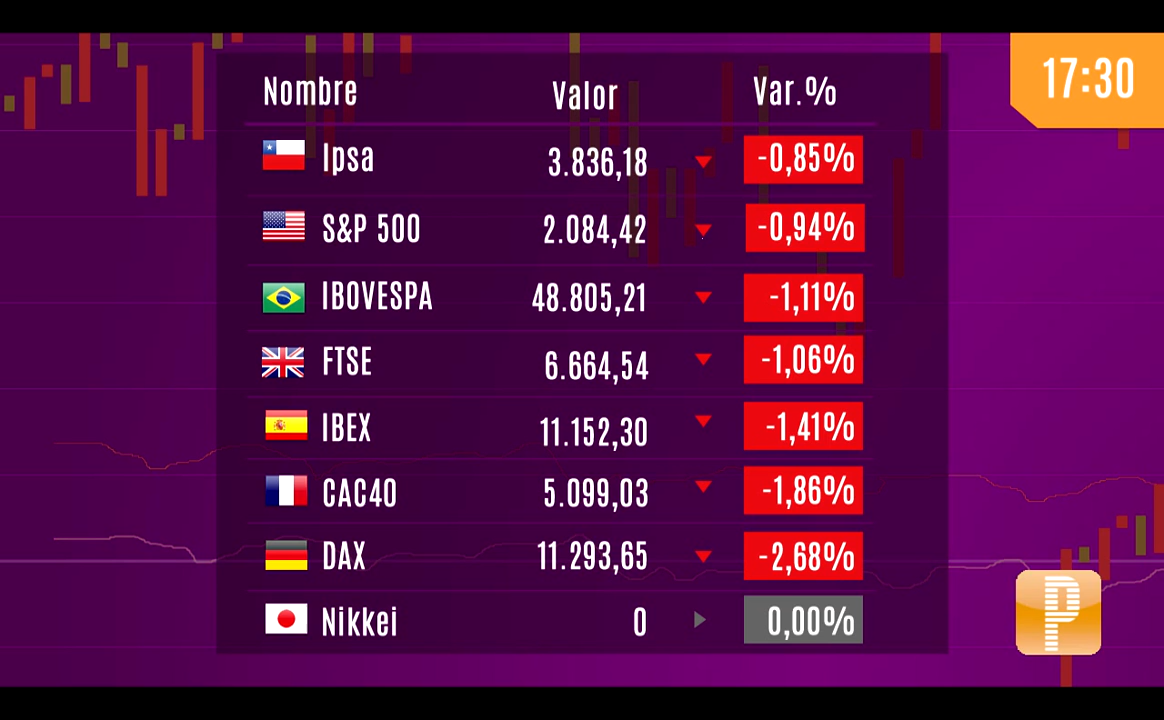 17:30
Nombre Valor Var.%
Ipsa 3.836,18 -0,85%
S&P 500 2.084,42 -0,94%
IBOVESPA 48.805,21 -1,11%
FTSE 6.664,54 -1,06%
IBEX 11.152,30 -1,41%
CAC40 5.099,03 -1,86%
DAX 11.293,65 -2,68%
Nikkei 0 0,00%
P